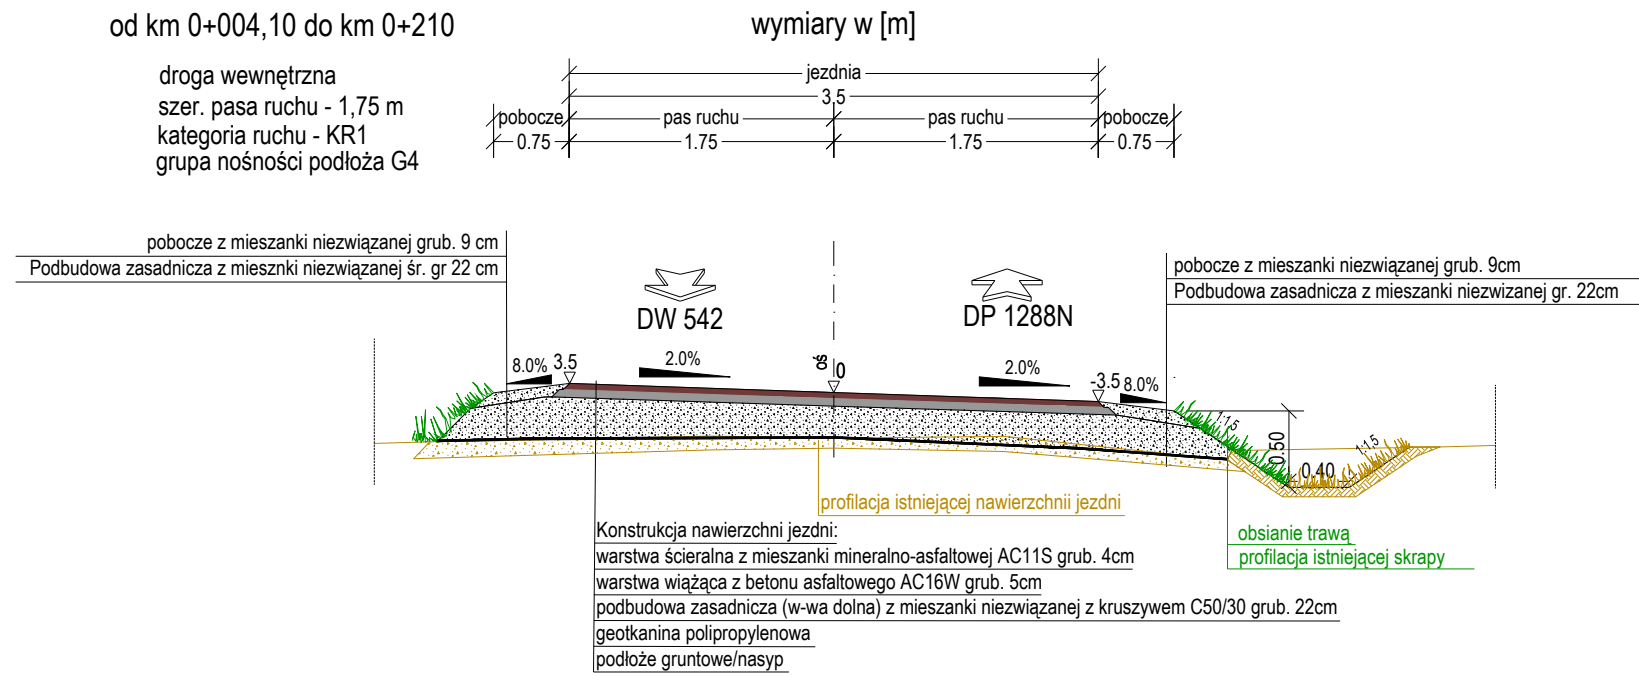 od km 0+004,10 do km 0+210
wymiary w [m]
droga wewnętrzna
szer. pasa ruchu - 1,75 m
kategoria ruchu - KR1
grupa nośności podłoża G4
jezdnia
3.5
pobocze
pas ruchu
pas ruchu
pobocze
0.75
1.75
1.75
0.75
pobocze z mieszanki niezwiązanej grub. 9 cm
Podbudowa zasadnicza z miesznki niezwiązanej śr. gr 22 cm
pobocze z mieszanki niezwiązanej grub. 9cm
Podbudowa zasadnicza z mieszanki niezwizanej gr. 22cm
DW 542
DP 1288N
8.0%
3.5
2.0%
oś
0
2.0%
-3.5
8.0%
1:1.5
0.50
0.40
1:1.5
profilacja istniejącej nawierzchnii jezdni
Konstrukcja nawierzchni jezdni:
warstwa ścieralna z mieszanki mineralno-asfaltowej AC11S grub. 4cm
warstwa wiążąca z betonu asfaltowego AC16W grub. 5cm
podbudowa zasadnicza (w-wa dolna) z mieszanki niezwiązanej z kruszywem C50/30 grub. 22cm
geotkanina polipropylenowa
podłoże gruntowe/nasyp
obsianie trawą
profilacja istniejącej skrapy